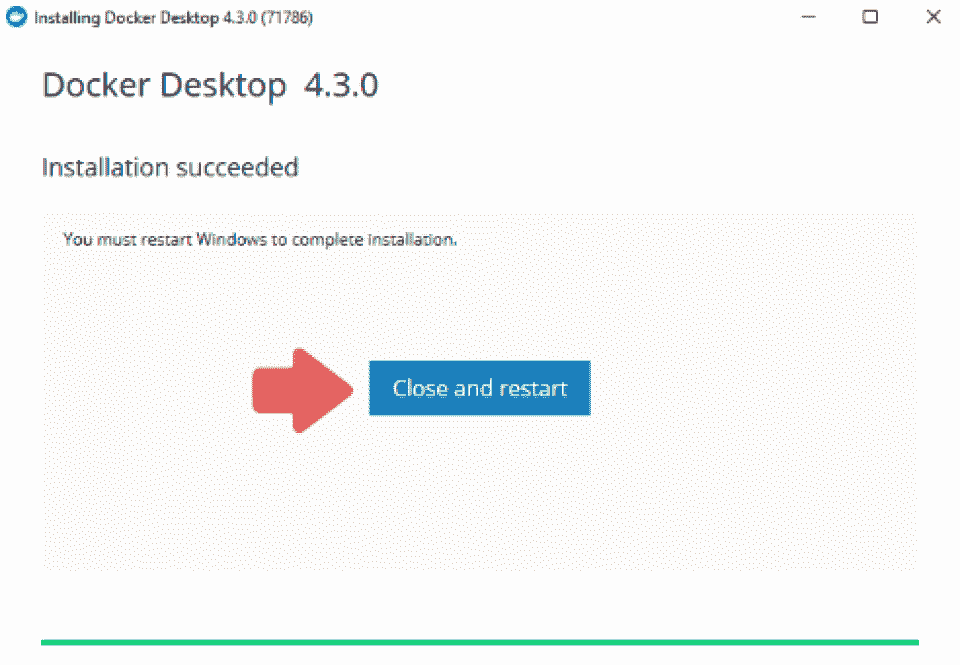 Installing Docker Desktop 4.3.0 (71786)
Docker Desktop 4.3.0
Installation succeeded
You must restart Windows to complete installation.
Close and restart